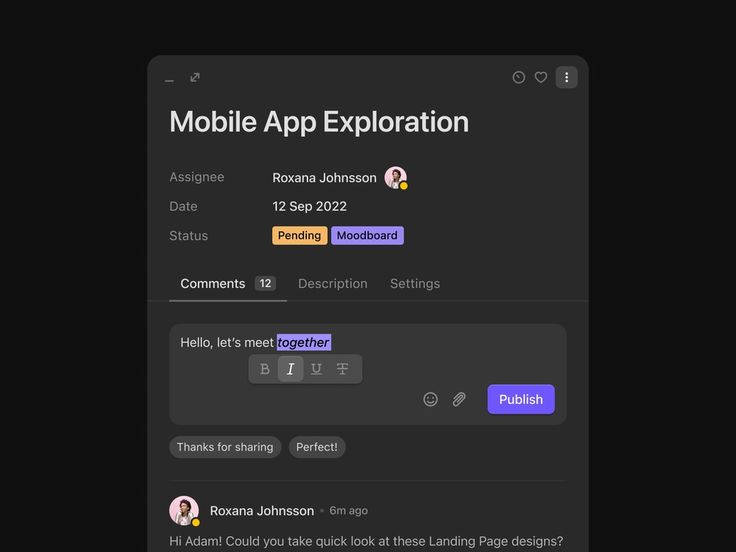 Mobile App Exploration
Assignee Roxana Johnsson
Date 12 Sep 2022
Status Pending Moodboard
Comments 12 Description Settings
Hello, let’s meet together
B I U T
Publish
Thanks for sharing Perfect!
Roxana Johnsson • 6m ago
Hi Adam! Could you take quick look at these Landing Page designs?